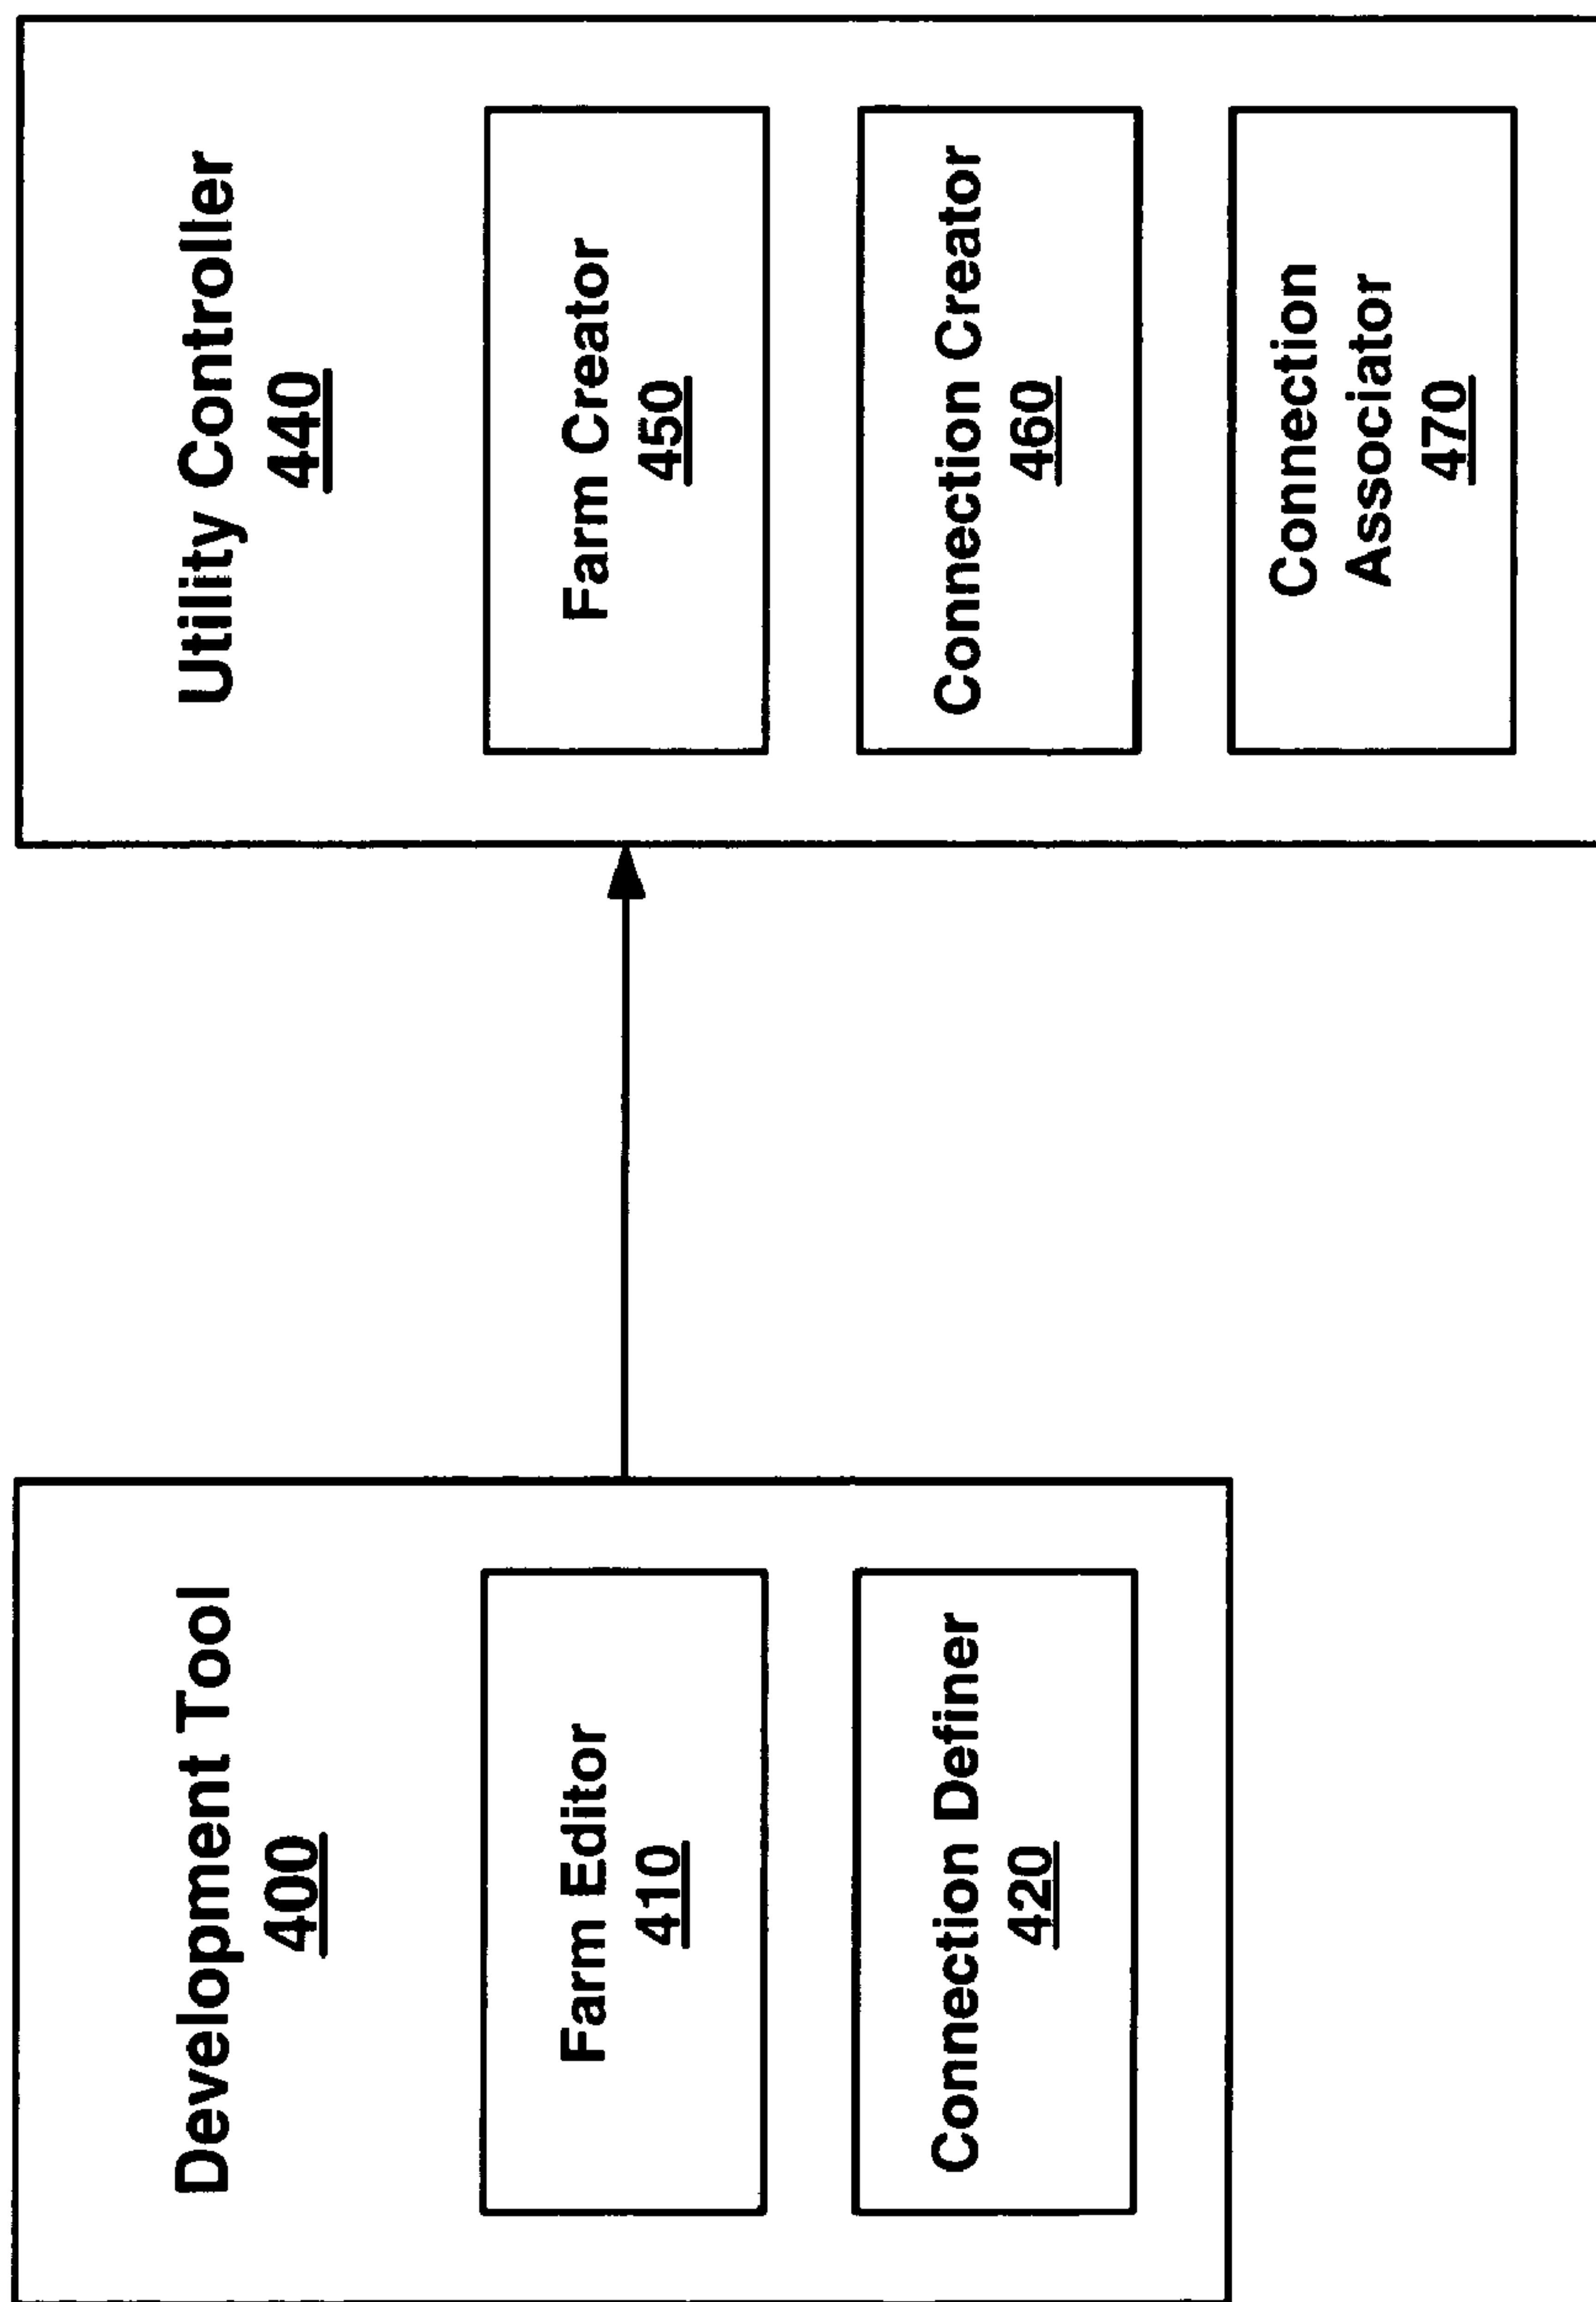 Development Tool
400
Farm Editor
410
Connection Definer
420
Utility Controller
440
Farm Creator
450
Connection Creator
460
Connection
Associator
470